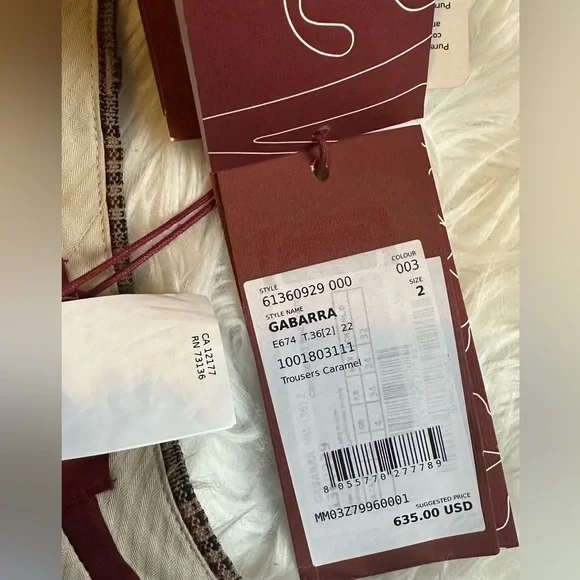 Pure
STYLE
61360929 000
COLOUR
003
STYLE NAME
GABARRA
SIZE
2
E674 T.36[2] 22
1001803111
Trousers Caramel
8 055770 277789
MM03Z79960001
SUGGESTED PRICE
635.00 USD
CA 12177
RN 73136